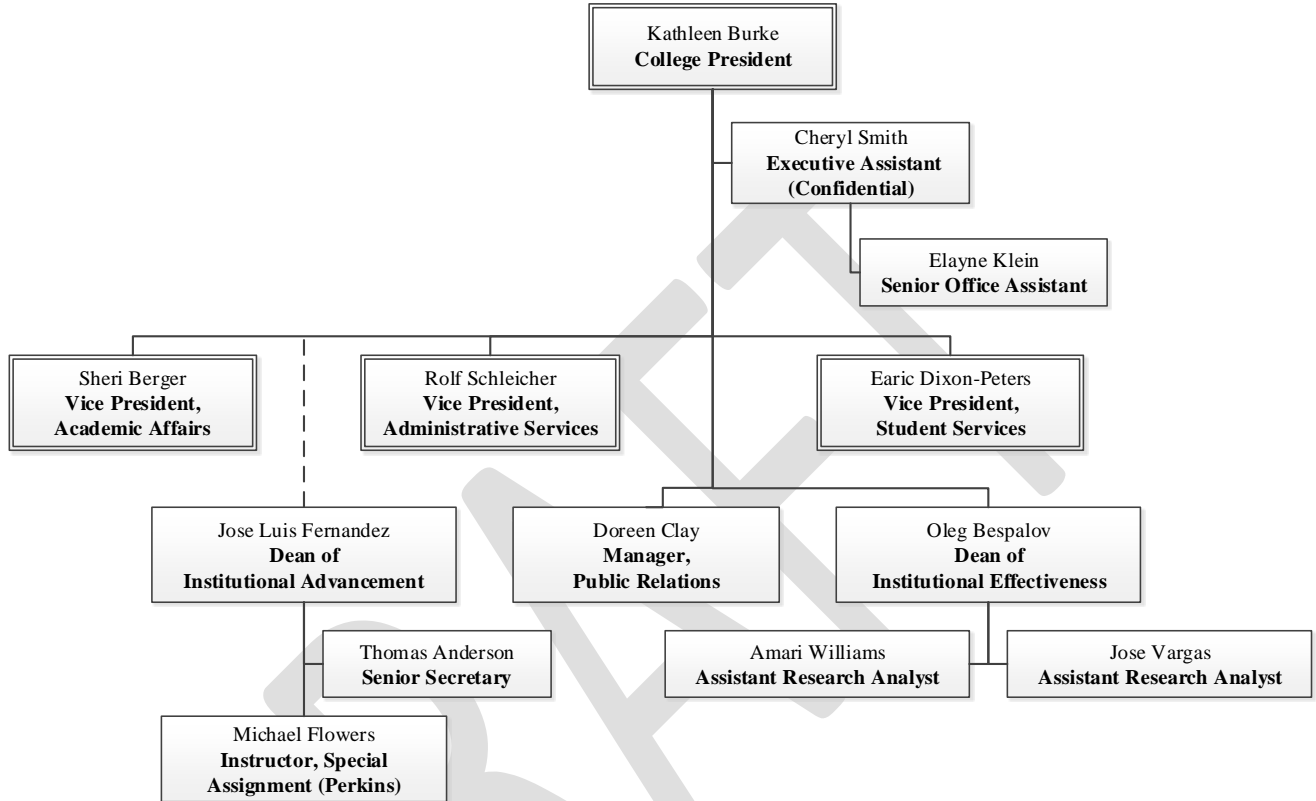 Kathleen Burke
College President
Cheryl Smith
Executive Assistant
(Confidential)
Elayne Klein
Senior Office Assistant
Sheri Berger
Vice President,
Academic Affairs
Rolf Schleicher
Vice President,
Administrative Services
Earic Dixon-Peters
Vice President,
Student Services
Jose Luis Fernandez
Dean of
Institutional Advancement
Doreen Clay
Manager,
Public Relations
Oleg Bespalov
Dean of
Institutional Effectiveness
Thomas Anderson
Senior Secretary
Amari Williams
Assistant Research Analyst
Jose Vargas
Assistant Research Analyst
Michael Flowers
Instructor, Special
Assignment (Perkins)
DRAFT